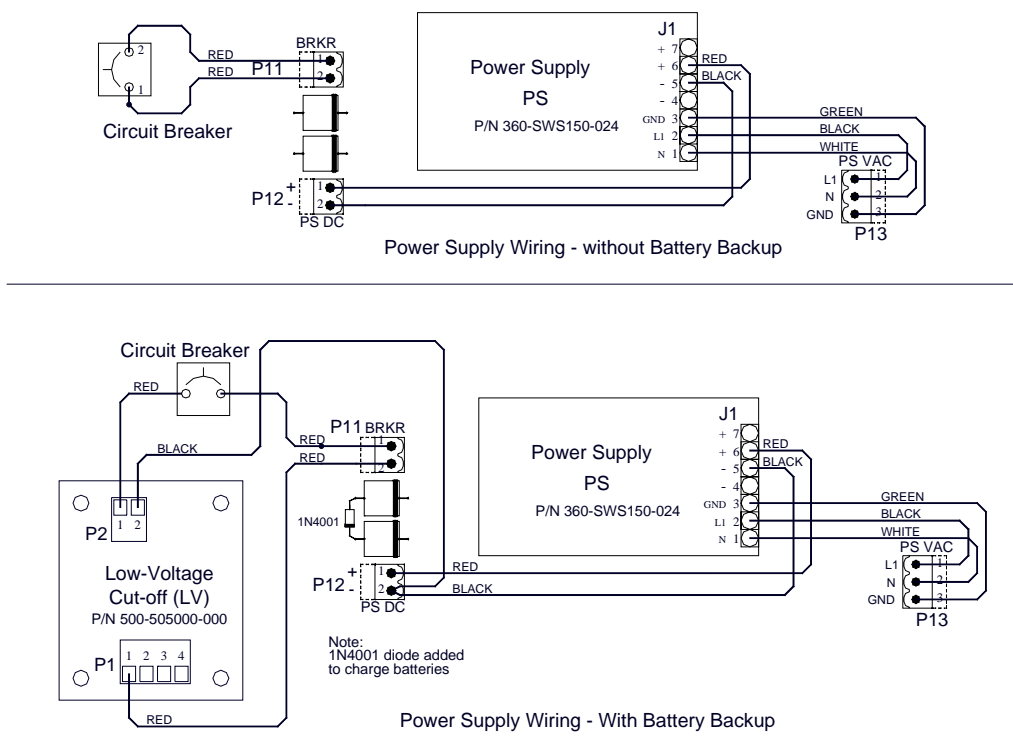 BRKR
RED
RED
P11
1
2
2
1
Circuit Breaker
Power Supply
PS
P/N 360-SWS150-024
J1
+ 7
+ 6
- 5
- 4
GND 3
L1 2
N 1
RED
BLACK
GREEN
BLACK
WHITE
PS VAC
L1 1
N 2
GND 3
P13
P12
+ 1
- 2
PS DC
Power Supply Wiring - without Battery Backup
Circuit Breaker
RED
BLACK
P11 BRKR
RED 1
RED 2
1N4001
P2
1 2
Low-Voltage
Cut-off (LV)
P/N 500-505000-000
P1
1 2 3 4
RED
P12
+ 1
- 2
PS DC
RED
BLACK
Note:
1N4001 diode added
to charge batteries
Power Supply
PS
P/N 360-SWS150-024
J1
+ 7
+ 6
- 5
- 4
GND 3
L1 2
N 1
RED
BLACK
GREEN
BLACK
WHITE
PS VAC
L1 1
N 2
GND 3
P13
Power Supply Wiring - With Battery Backup